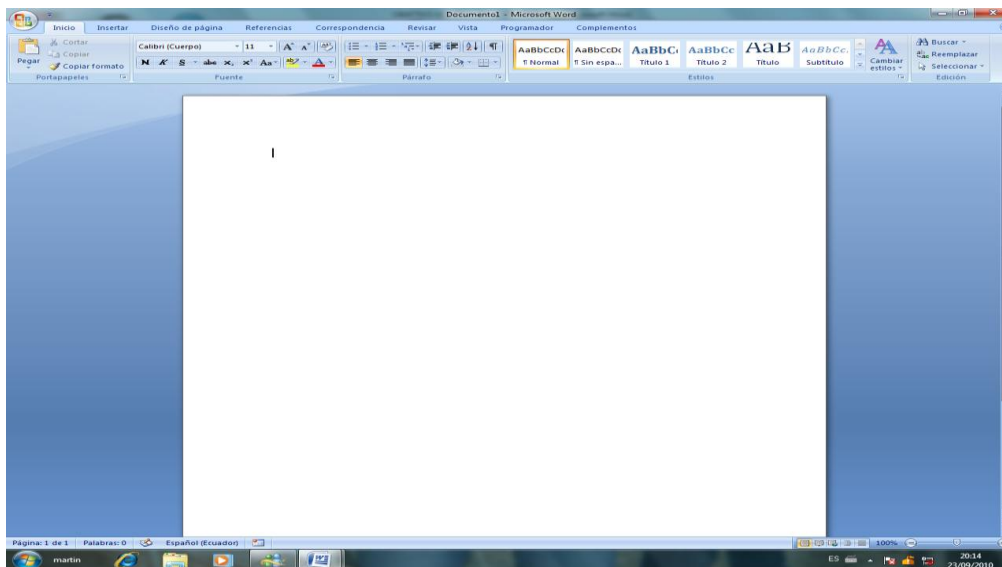 Documento1 - Microsoft Word
Inicio Insertar Diseño de página Referencias Correspondencia Revisar Vista Programador Complementos
Pegar
Cortar
Copiar
Copiar formato
Portapapeles
Calibri (Cuerpo) 11
N K S abc x, x' Aa
Fuente
Párrafo
AaBbCcDc AaBbCcDc AaBbC AaBbCc AaB AaBbCc.
¶ Normal ¶ Sin espa... Título 1 Título 2 Título Subtítulo
Cambiar estilos
Estilos
Buscar
Reemplazar
Seleccionar
Edición
Página: 1 de 1 Palabras: 0 Español (Ecuador) 100%
martin ES 20:14
23/09/2010